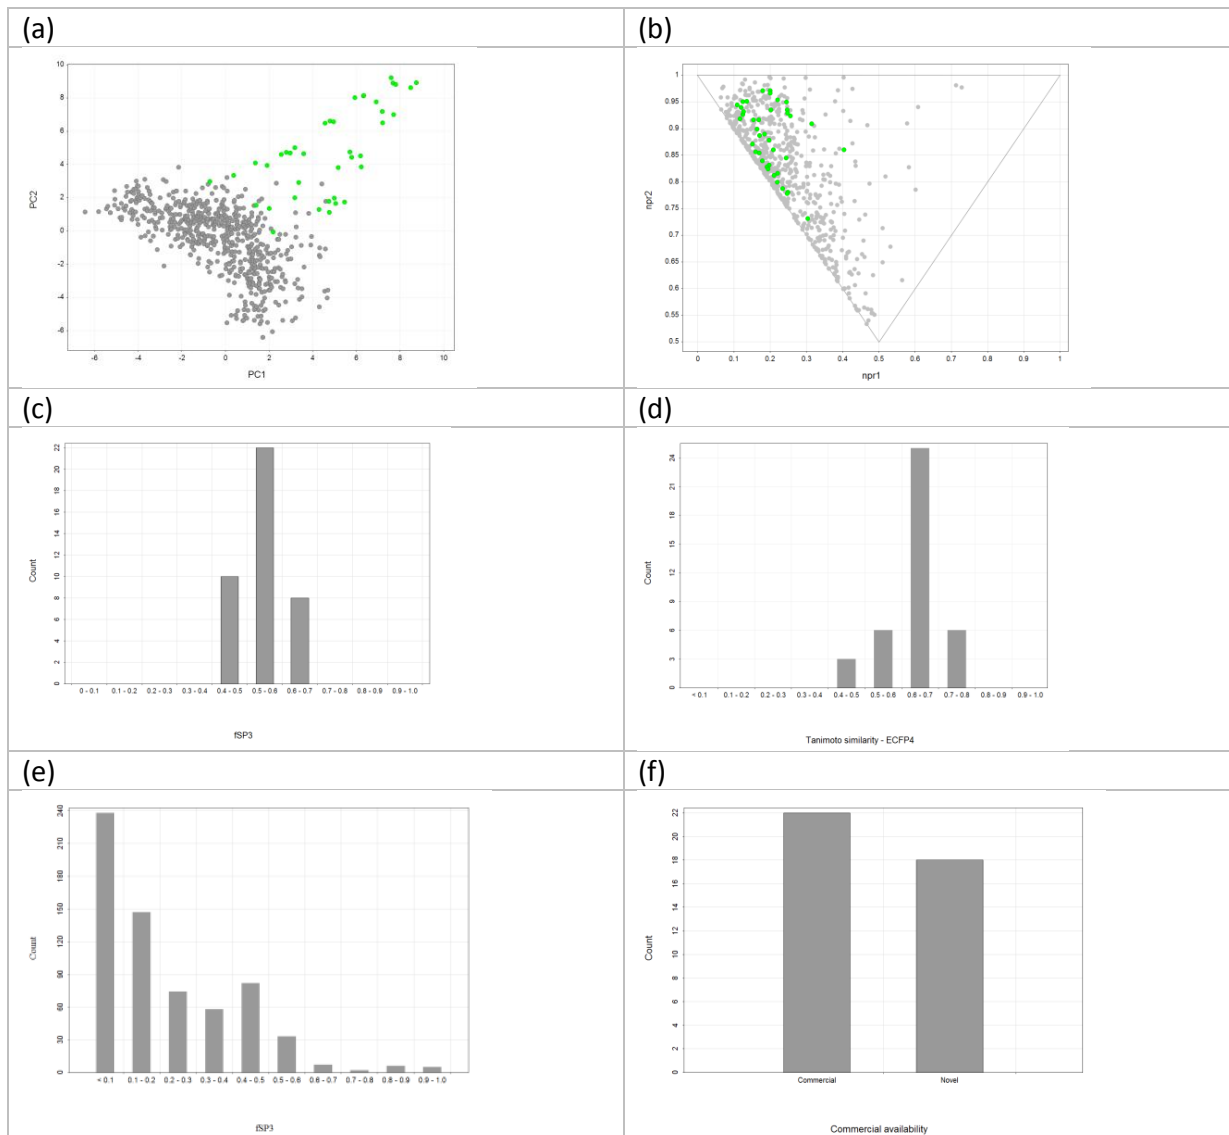 (a) (b)
10
8
6
4
2
0
-2
-4
-6
PC2
-6 -4 -2 0 2 4 6 8 10
PC1
1
0.95
0.9
0.85
0.8
0.75
0.7
0.65
0.6
0.55
0.5
npr2
0 0.1 0.2 0.3 0.4 0.5 0.6 0.7 0.8 0.9 1
npr1
(c) (d)
22
20
18
16
14
12
10
8
6
4
2
0
Count
0 - 0.1 0.1 - 0.2 0.2 - 0.3 0.3 - 0.4 0.4 - 0.5 0.5 - 0.6 0.6 - 0.7 0.7 - 0.8 0.8 - 0.9 0.9 - 1.0
fSP3
24
21
18
15
12
9
6
3
0
Count
< 0.1 0.1 - 0.2 0.2 - 0.3 0.3 - 0.4 0.4 - 0.5 0.5 - 0.6 0.6 - 0.7 0.7 - 0.8 0.8 - 0.9 0.9 - 1.0
Tanimoto similarity - ECFP4
(e) (f)
240
210
180
150
120
90
60
30
0
Count
< 0.1 0.1 - 0.2 0.2 - 0.3 0.3 - 0.4 0.4 - 0.5 0.5 - 0.6 0.6 - 0.7 0.7 - 0.8 0.8 - 0.9 0.9 - 1.0
fSP3
22
20
18
16
14
12
10
8
6
4
2
0
Count
Commercial Novel
Commercial availability